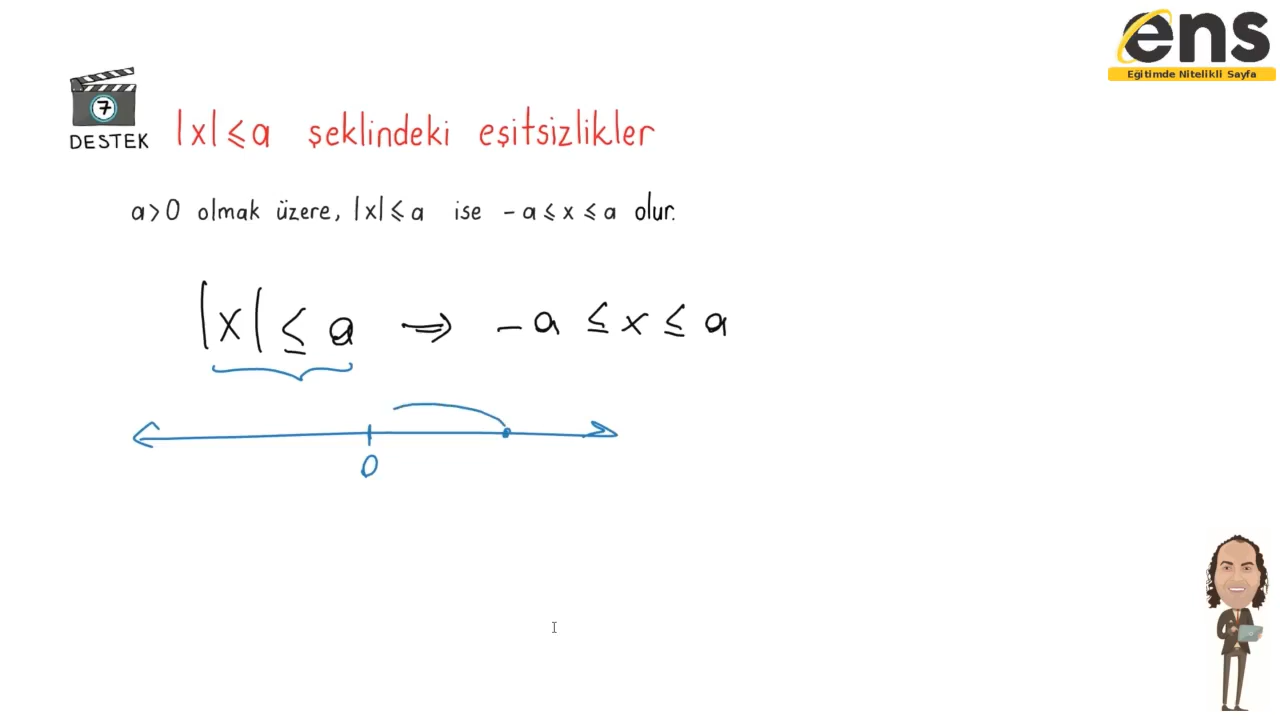 ens
Eğitimde Nitelikli Sayfa
7
DESTEK
|x| ⩽ a şeklindeki eşitsizlikler
a > 0 olmak üzere, |x| ⩽ a ise - a ⩽ x ⩽ a olur.
|x| ≤ a ⇒ - a ≤ x ≤ a
0